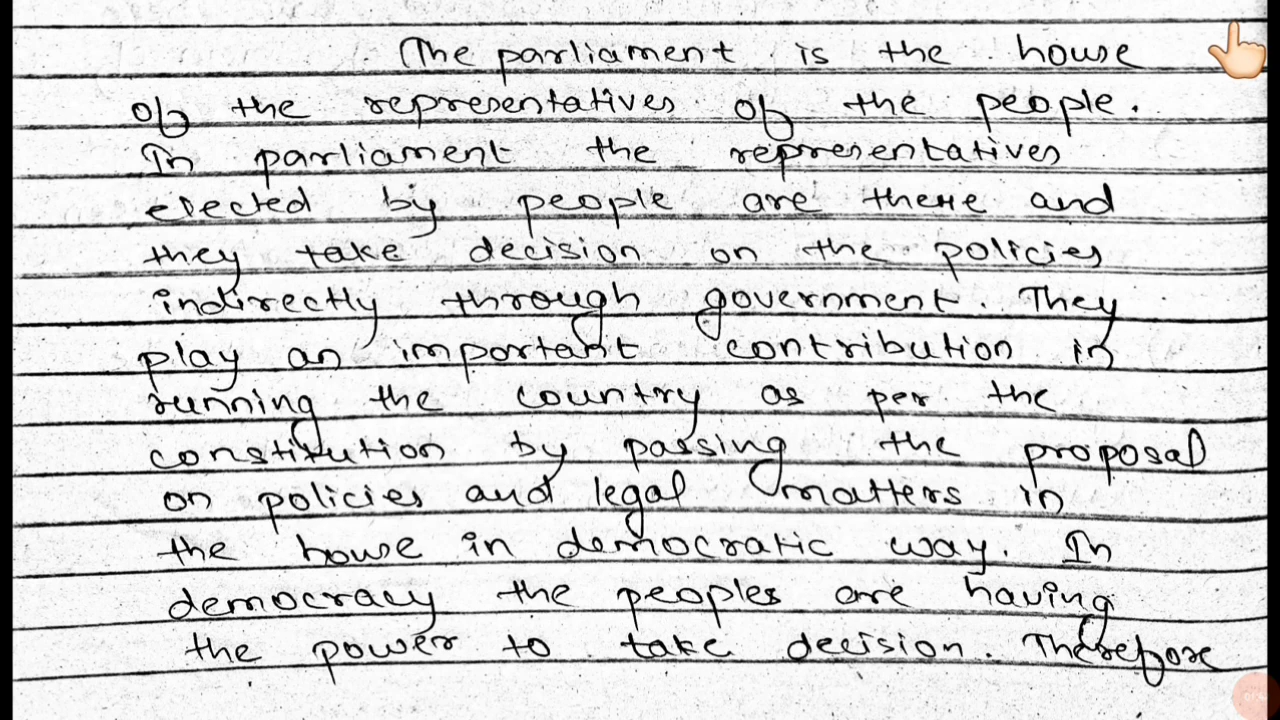 The parliament is the house
of the representatives of the people.
In parliament the representatives
elected by people are there and
they take decision on the policies
indirectly through government. They
play an important contribution in
running the country as per the
constitution by passing the proposal
on policies and legal matters in
the house in democratic way. In
democracy the peoples are having
the power to take decision. Therefore